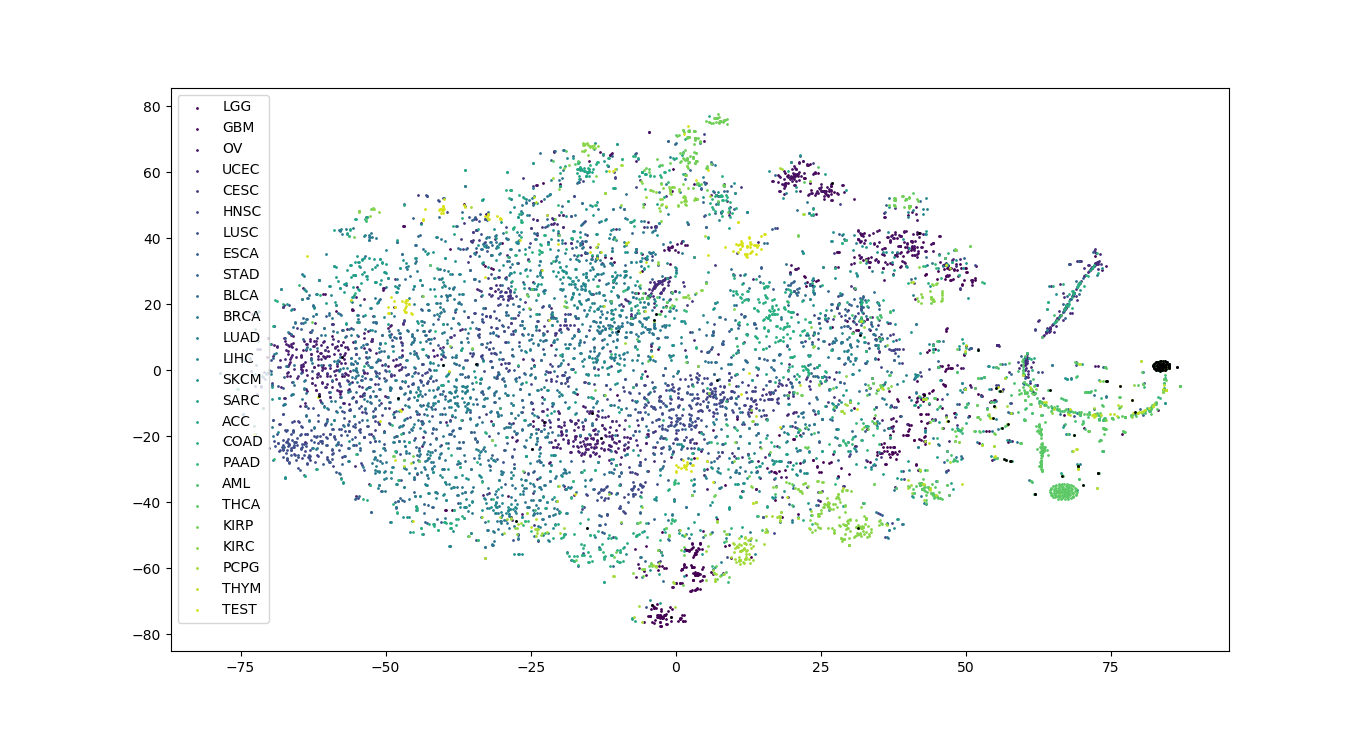 80
60
40
20
0
−20
−40
−60
−80
LGG
GBM
OV
UCEC
CESC
HNSC
LUSC
ESCA
STAD
BLCA
BRCA
LUAD
LIHC
SKCM
SARC
ACC
COAD
PAAD
AML
THCA
KIRP
KIRC
PCPG
THYM
TEST
−75 −50 −25 0 25 50 75